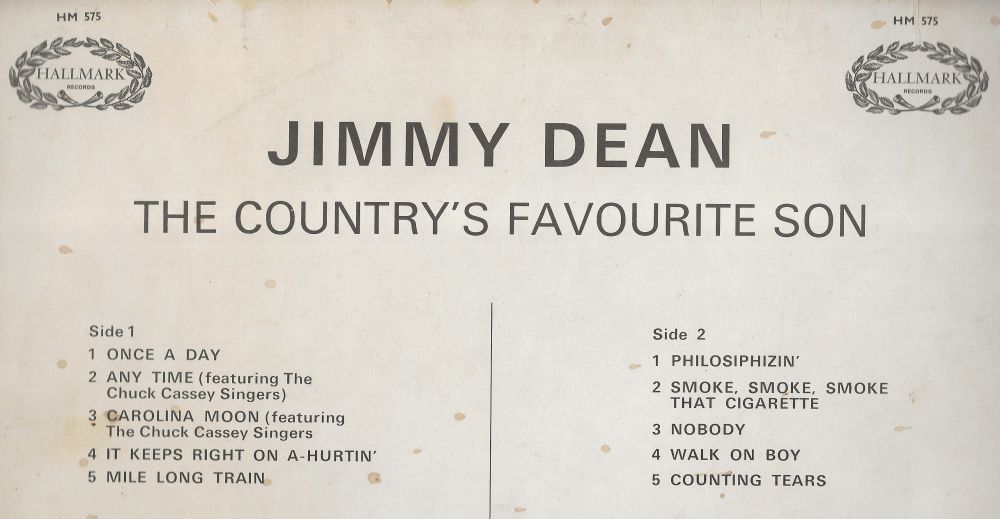 HM 575
HM 575
HALLMARK
RECORDS
HALLMARK
RECORDS
JIMMY DEAN
THE COUNTRY'S FAVOURITE SON
Side 1
1 ONCE A DAY
2 ANY TIME (featuring The
Chuck Cassey Singers)
3 CAROLINA MOON (featuring
The Chuck Cassey Singers
4 IT KEEPS RIGHT ON A-HURTIN'
5 MILE LONG TRAIN
Side 2
1 PHILOSIPHIZIN'
2 SMOKE, SMOKE, SMOKE
THAT CIGARETTE
3 NOBODY
4 WALK ON BOY
5 COUNTING TEARS